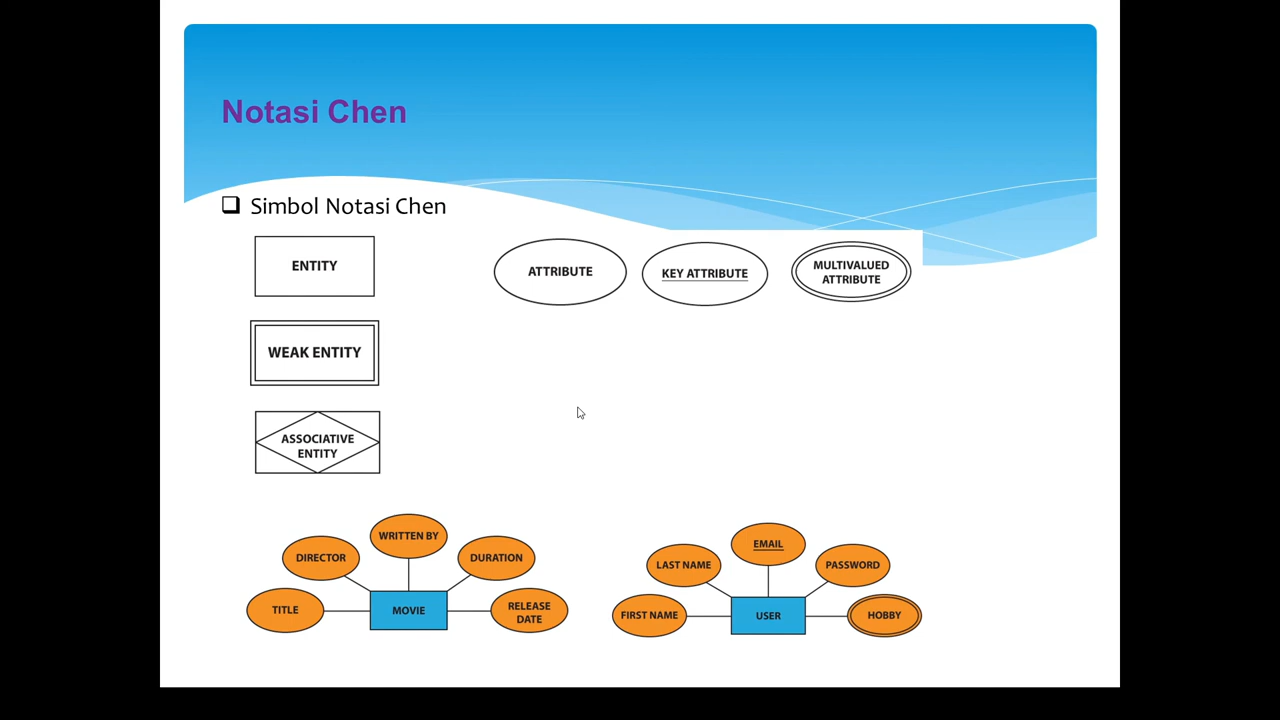 Notasi Chen
Simbol Notasi Chen
ENTITY
ATTRIBUTE
KEY ATTRIBUTE
MULTIVALUED
ATTRIBUTE
WEAK ENTITY
ASSOCIATIVE
ENTITY
WRITTEN BY
DIRECTOR
DURATION
TITLE
MOVIE
RELEASE
DATE
EMAIL
LAST NAME
PASSWORD
FIRST NAME
USER
HOBBY